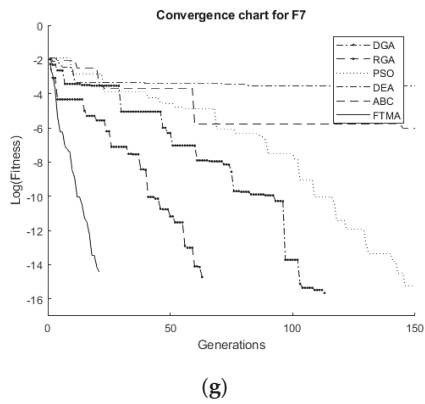 Convergence chart for F7
0
-2
-4
-6
-8
-10
-12
-14
-16
Log(Fitness)
DGA
RGA
PSO
DEA
ABC
FTMA
0
50
100
150
Generations
(g)